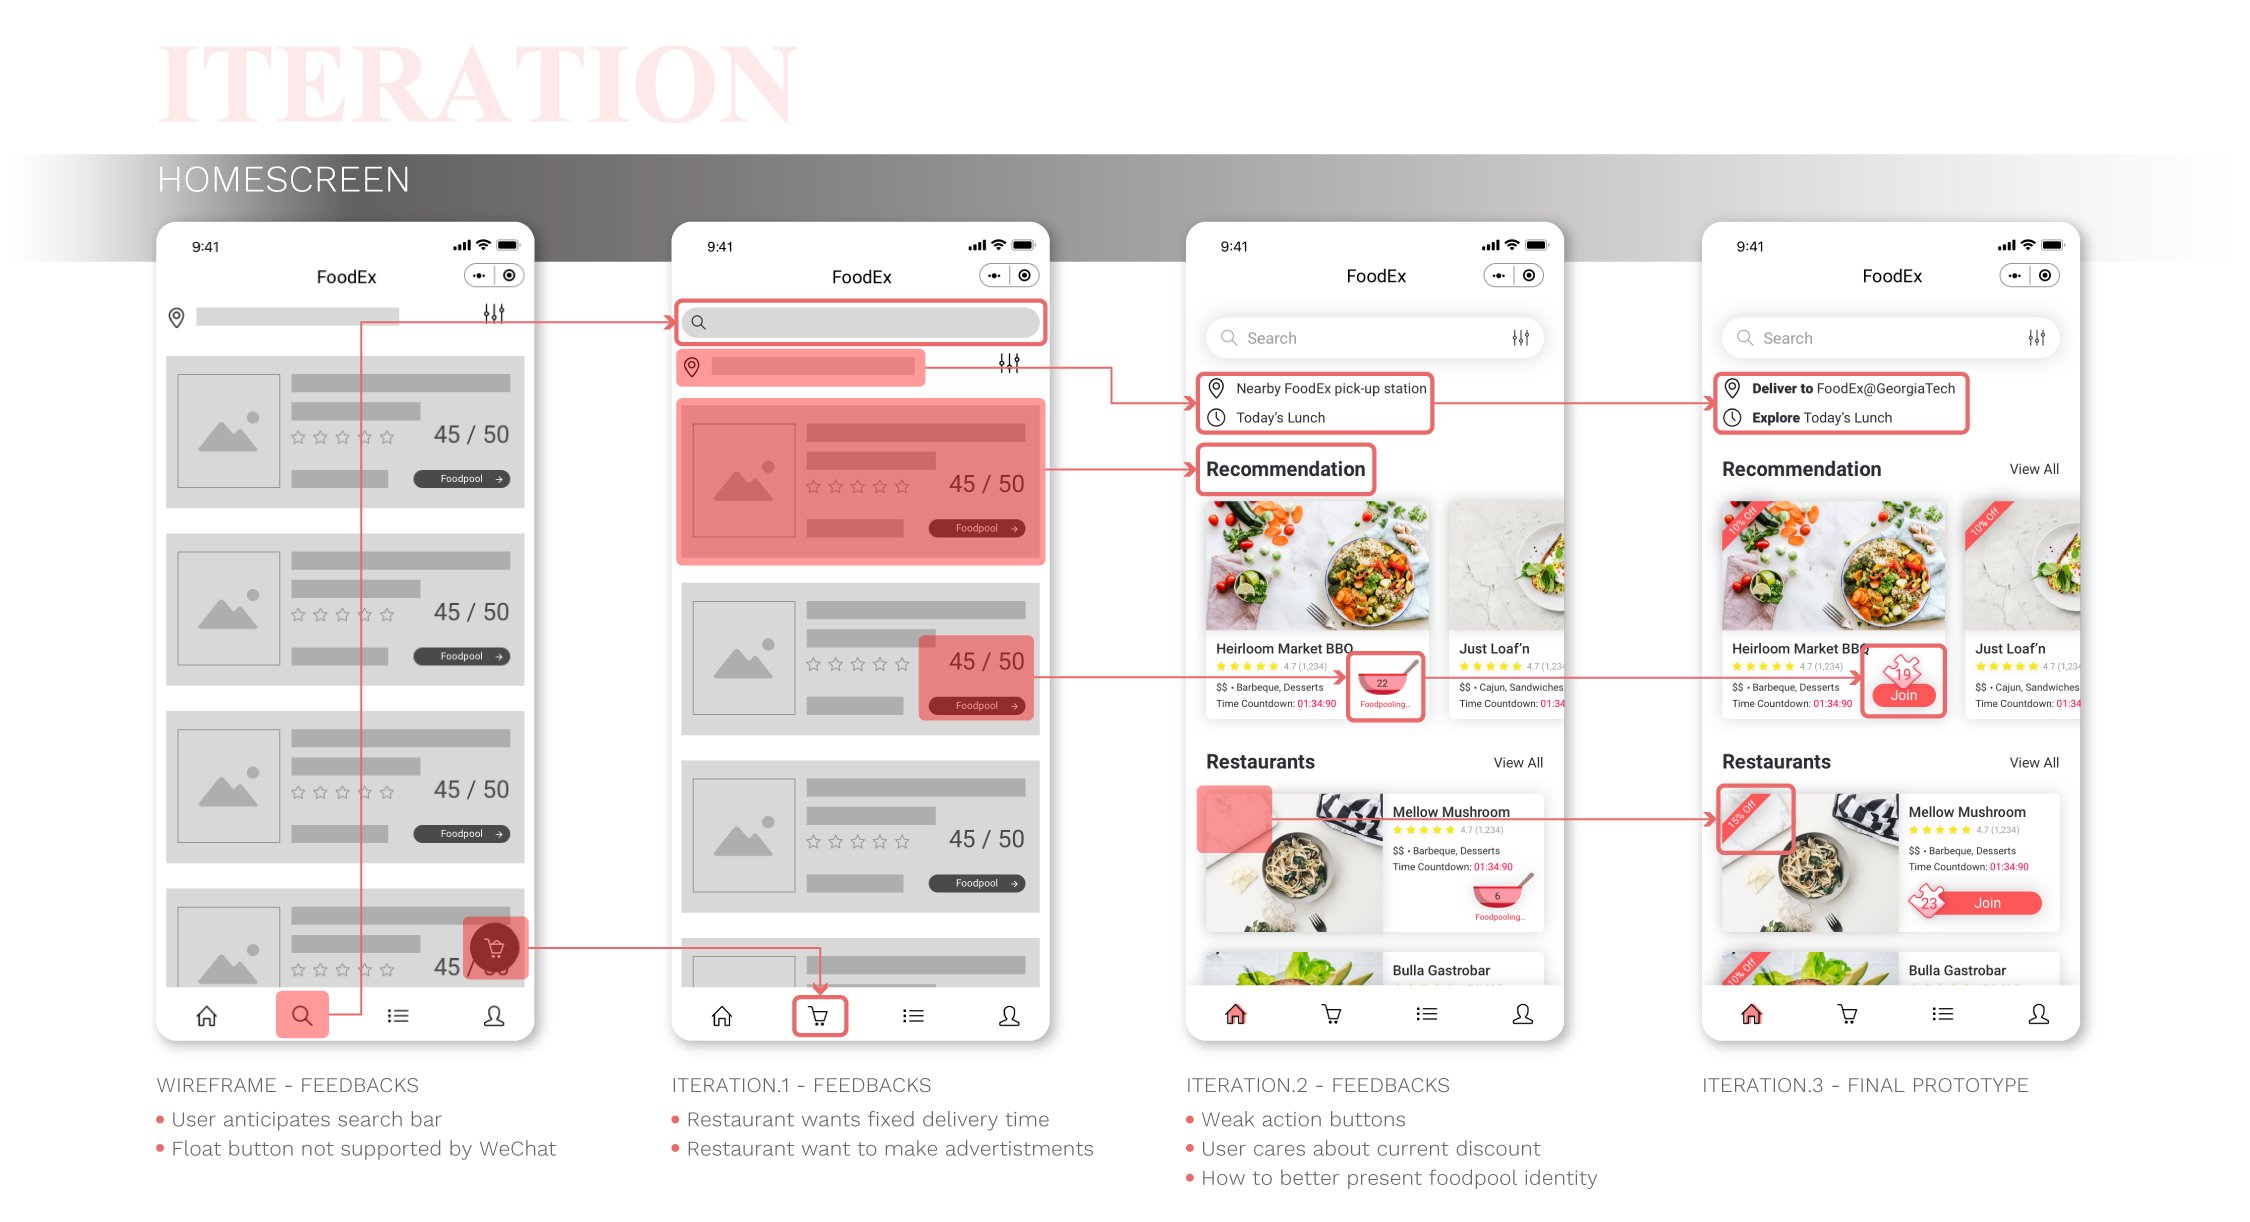 ITERATION
HOMESCREEN
9:41
FoodEx
45 / 50
Foodpool →
45 / 50
Foodpool →
45 / 50
Foodpool →
45 /
WIREFRAME - FEEDBACKS
• User anticipates search bar
• Float button not supported by WeChat
9:41
FoodEx
45 / 50
Foodpool →
45 / 50
Foodpool →
45 / 50
Foodpool →
ITERATION.1 - FEEDBACKS
• Restaurant wants fixed delivery time
• Restaurant want to make advertistments
9:41
FoodEx
Search
Nearby FoodEx pick-up station
Today's Lunch
Recommendation
Heirloom Market BBQ
4.7 (1,234)
$$ • Barbeque, Desserts
Time Countdown: 01:34:90
22
Foodpooling..
Just Loaf'n
4.7 (1,234
$$ • Cajun, Sandwiches
Time Countdown: 01:34
Restaurants
View All
Mellow Mushroom
4.7 (1,234)
$$ • Barbeque, Desserts
Time Countdown: 01:34:90
6
Foodpooling..
Bulla Gastrobar
ITERATION.2 - FEEDBACKS
• Weak action buttons
• User cares about current discount
• How to better present foodpool identity
9:41
FoodEx
Search
Deliver to FoodEx@GeorgiaTech
Explore Today's Lunch
Recommendation
View All
10% Off
Heirloom Market BBQ
4.7 (1,234)
$$ • Barbeque, Desserts
Time Countdown: 01:34:90
19
Join
10% Off
Just Loaf'n
4.7 (1,234
$$ • Cajun, Sandwiches
Time Countdown: 01:34
Restaurants
View All
15% Off
Mellow Mushroom
4.7 (1,234)
$$ • Barbeque, Desserts
Time Countdown: 01:34:90
23
Join
10% Off
Bulla Gastrobar
ITERATION.3 - FINAL PROTOTYPE